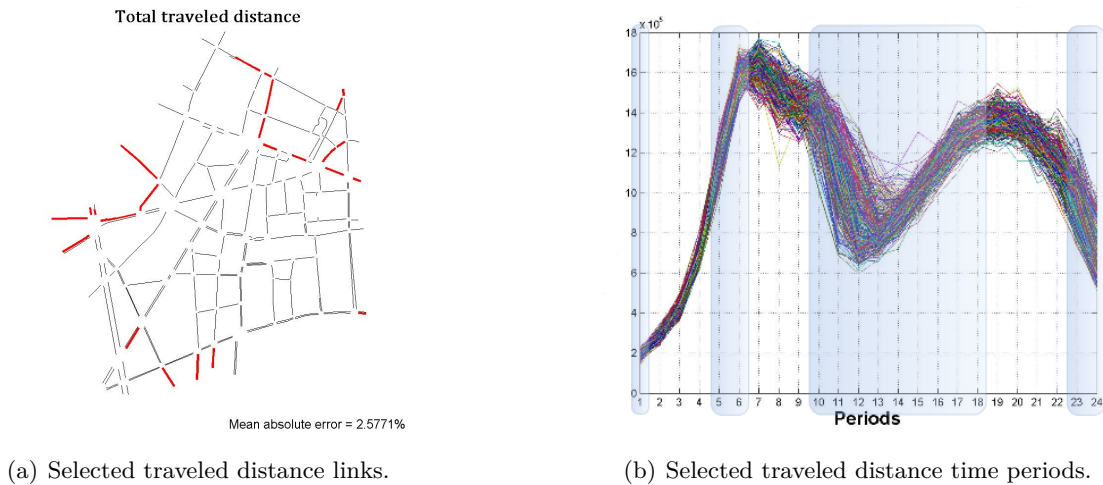 Total traveled distance
Mean absolute error = 2.5771%
x 10⁵
18
16
14
12
10
8
6
4
2
0
1 2 3 4 5 6 7 8 9 10 11 12 13 14 15 16 17 18 19 20 21 22 23 24
Periods
(a) Selected traveled distance links.
(b) Selected traveled distance time periods.